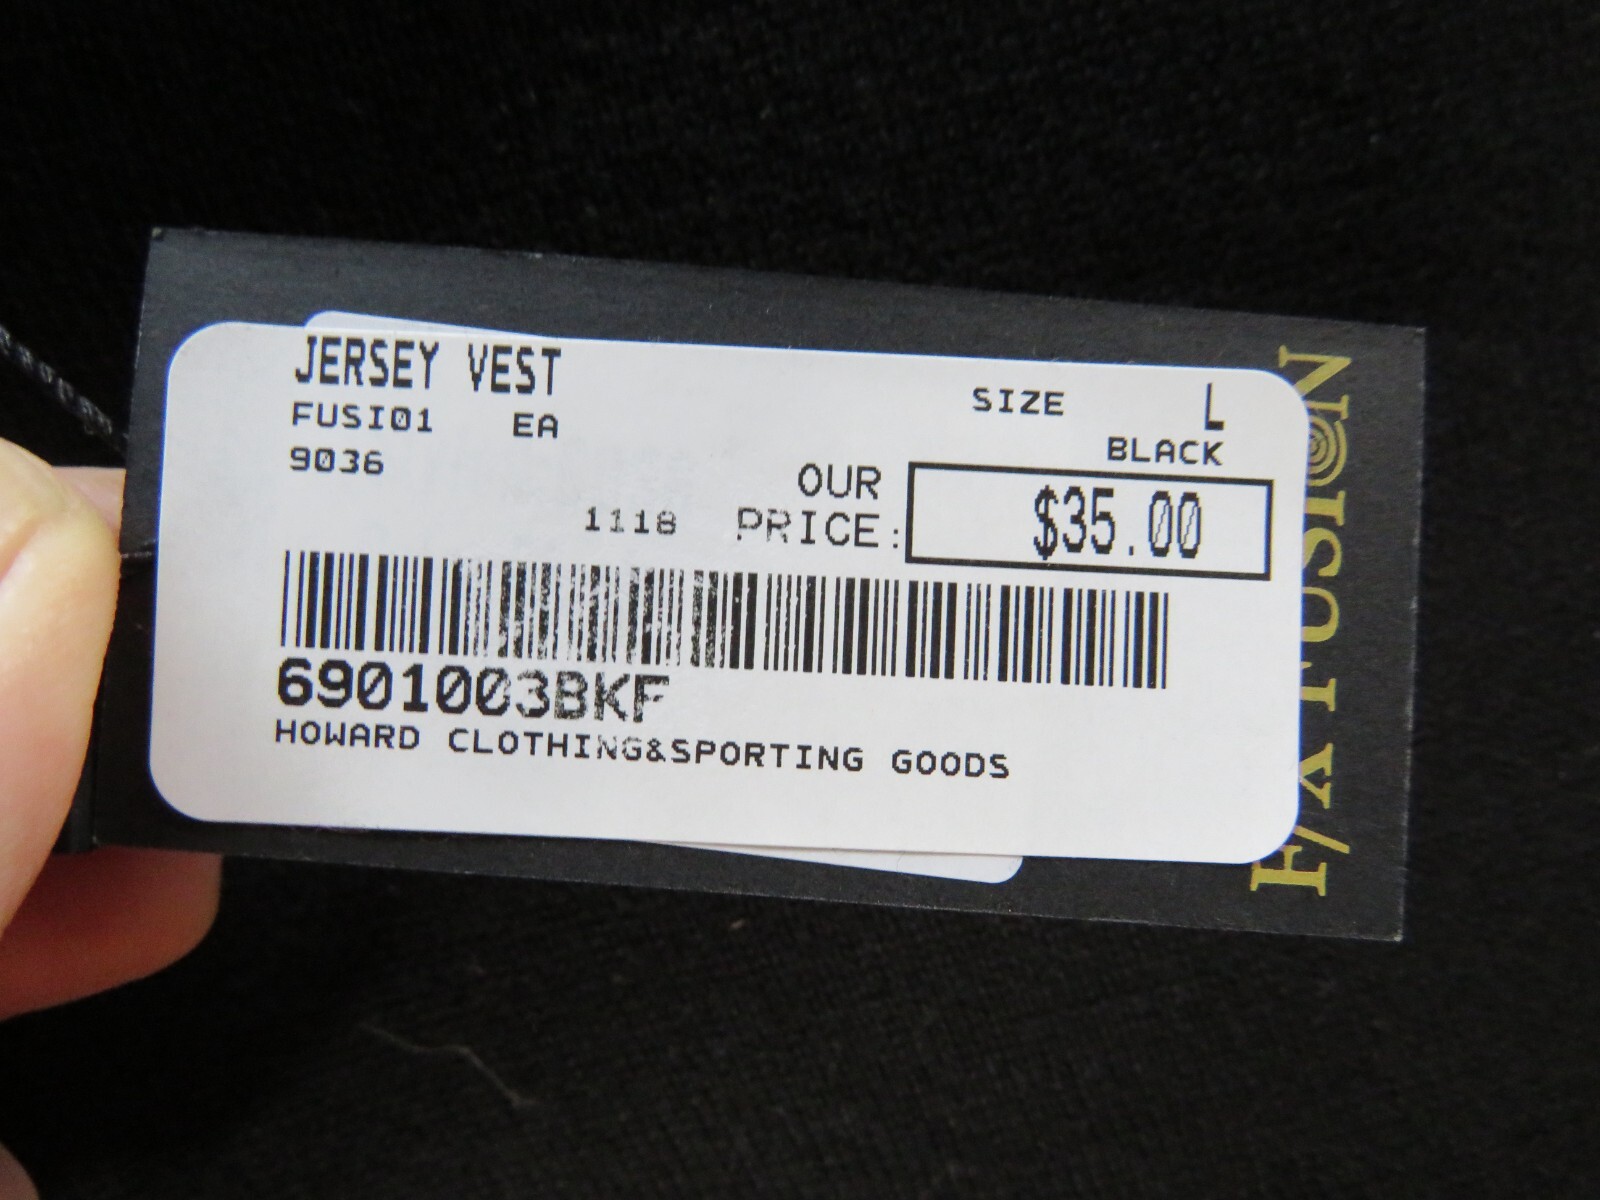 JERSEY VEST
FUSI01 EA
9036
SIZE L
BLACK
OUR
PRICE: $35.00
1118
6901003BKF
HOWARD CLOTHING&SPORTING GOODS
F/X FUSION